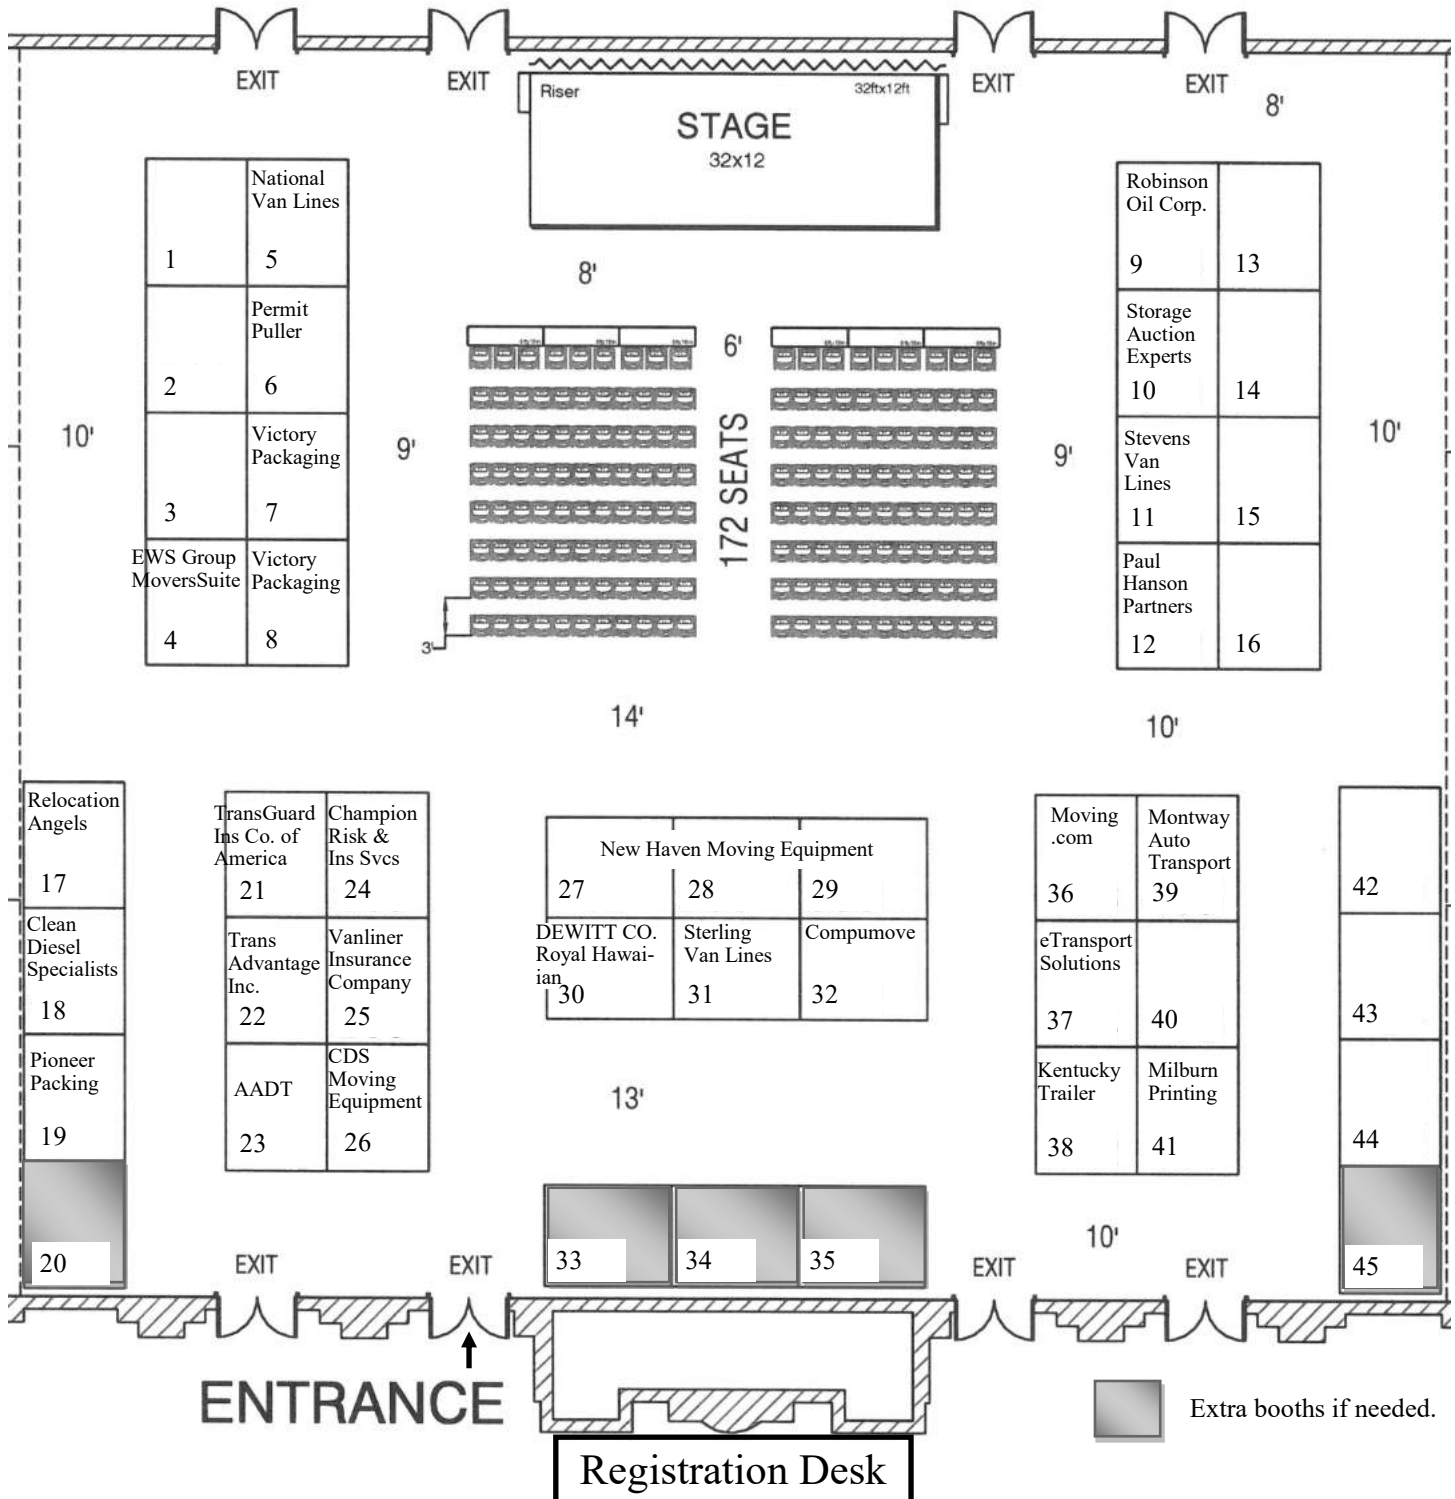 EXIT
EXIT
EXIT
EXIT
8'
Riser
32ftx12ft
STAGE
32x12
1
National
Van Lines
5
2
Permit
Puller
6
3
Victory
Packaging
7
EWS Group
MoversSuite
4
Victory
Packaging
8
10'
9'
8'
6'
172 SEATS
3'
9'
10'
Robinson
Oil Corp.
9
13
Storage
Auction
Experts
10
14
Stevens
Van
Lines
11
15
Paul
Hanson
Partners
12
16
14'
10'
Relocation
Angels
17
Clean
Diesel
Specialists
18
Pioneer
Packing
19
20
TransGuard
Ins Co. of
America
21
Champion
Risk &
Ins Svcs
24
Trans
Advantage
Inc.
22
Vanliner
Insurance
Company
25
AADT
23
CDS
Moving
Equipment
26
New Haven Moving Equipment
27
28
29
DEWITT CO.
Royal Hawai-
ian
30
Sterling
Van Lines
31
Compumove
32
13'
33
34
35
Moving
.com
36
Montway
Auto
Transport
39
eTransport
Solutions
37
40
Kentucky
Trailer
38
Milburn
Printing
41
42
43
44
45
10'
EXIT
EXIT
EXIT
EXIT
ENTRANCE
Extra booths if needed.
Registration Desk